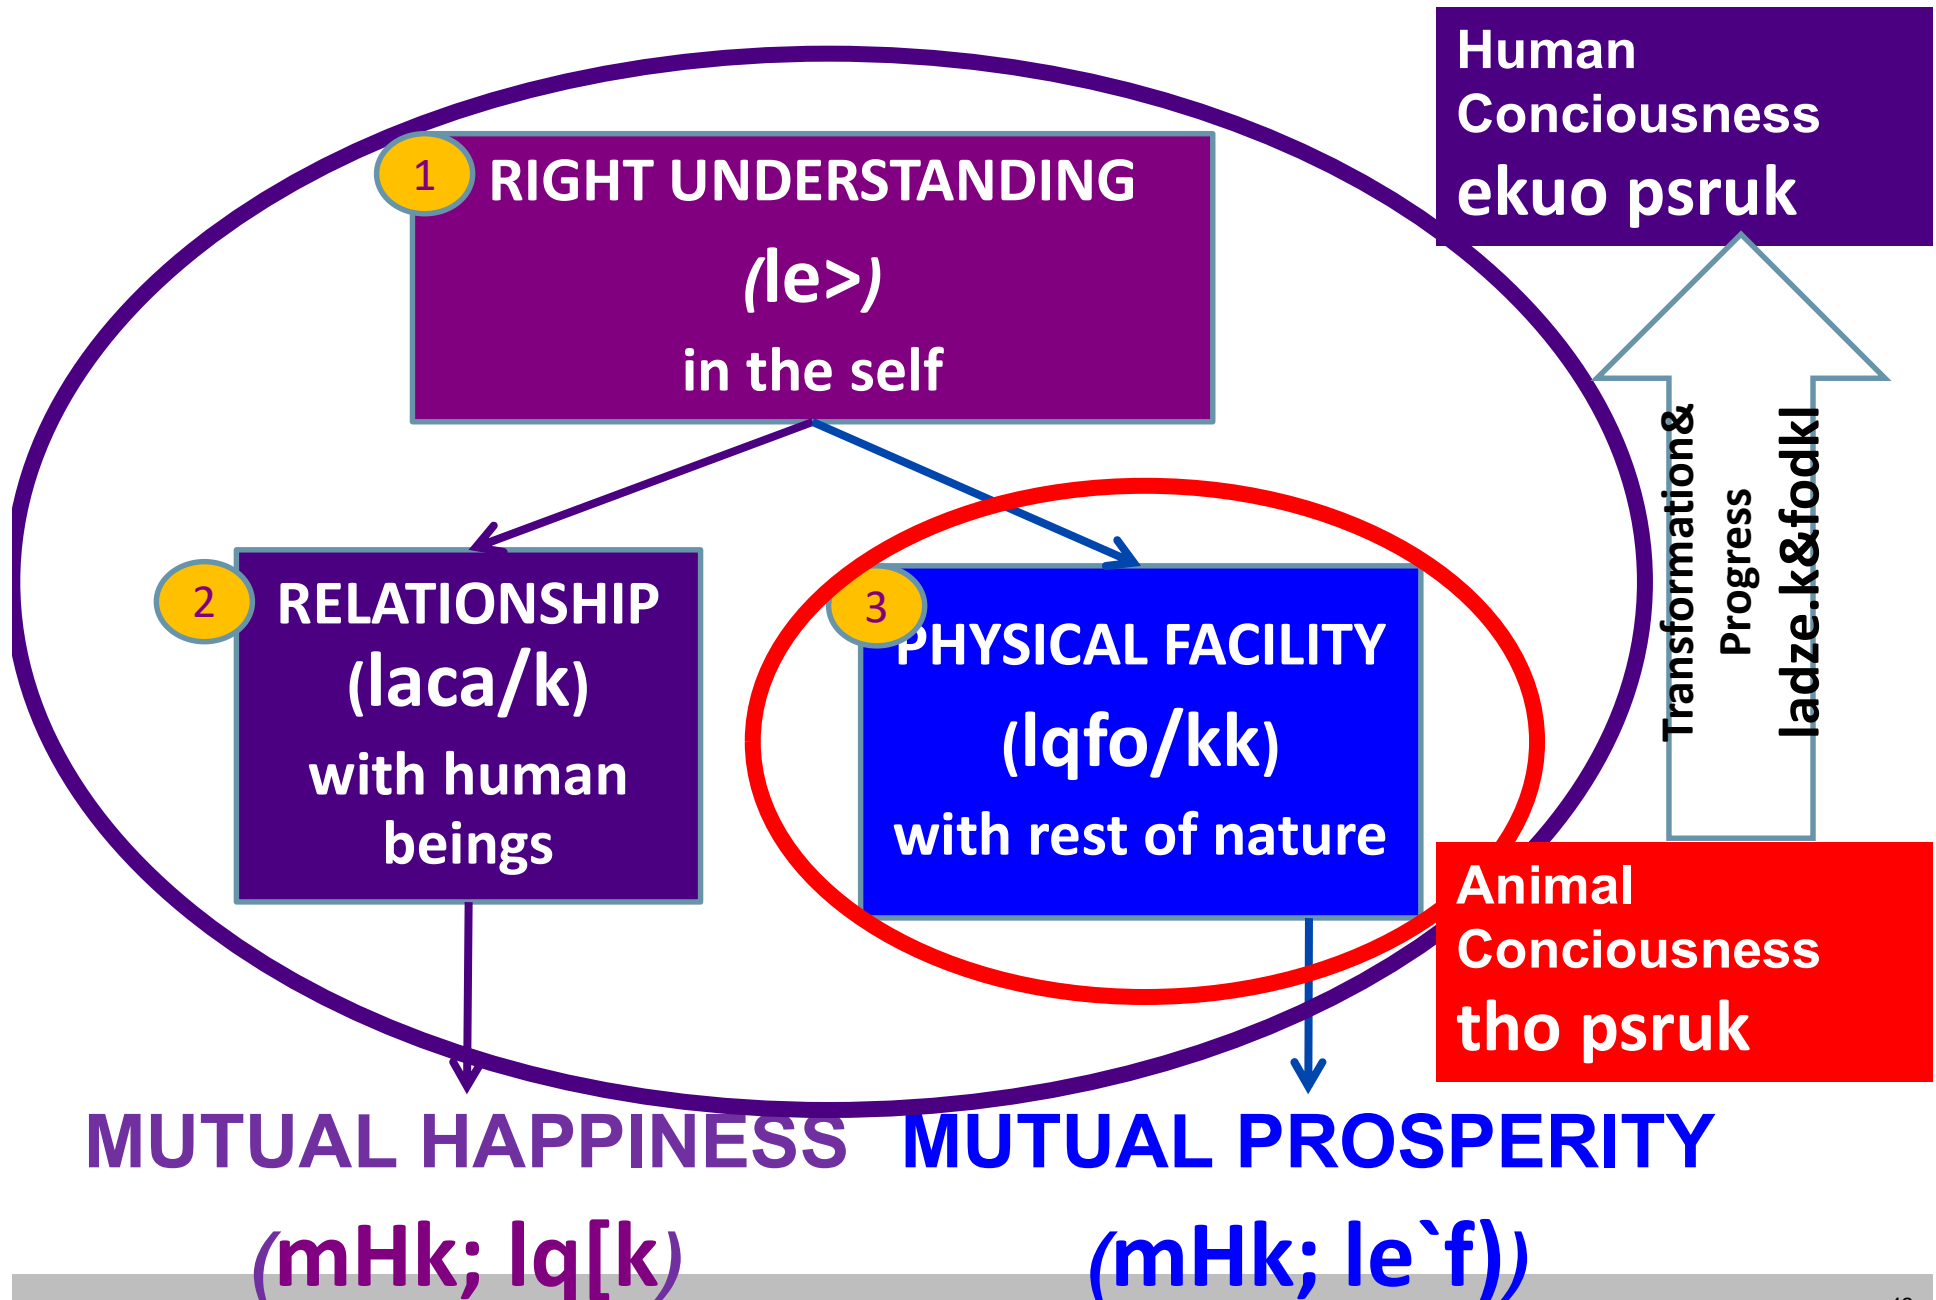 Human
Conciousness
ekuo psruk
1
RIGHT UNDERSTANDING
(le>)
in the self
Transformation&
Progress
ladze.k&fodkl
2
RELATIONSHIP
(laca/k)
with human
beings
3
PHYSICAL FACILITY
(lqfo/kk)
with rest of nature
Animal
Conciousness
tho psruk
MUTUAL HAPPINESS
(mHk; lq[k)
MUTUAL PROSPERITY
(mHk; le`f))